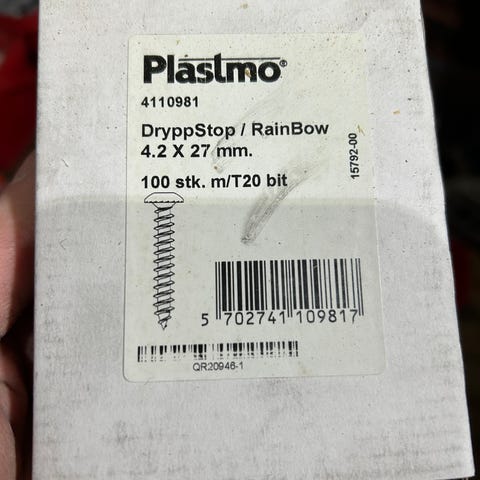 Plastmo®
4110981
DryppStop / RainBow
4.2 X 27 mm.
15792-00
100 stk. m/T20 bit
5 702741 109817
QR20946-1